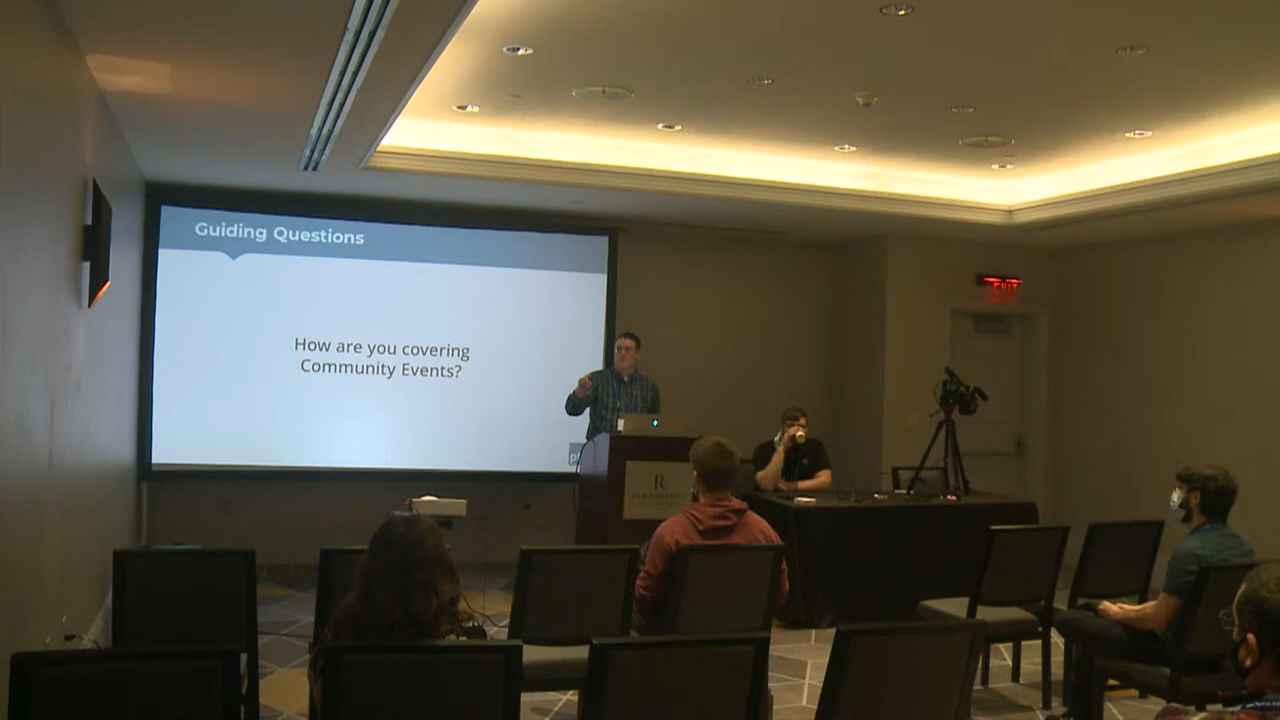 Guiding Questions
How are you covering
Community Events?
EXIT
R